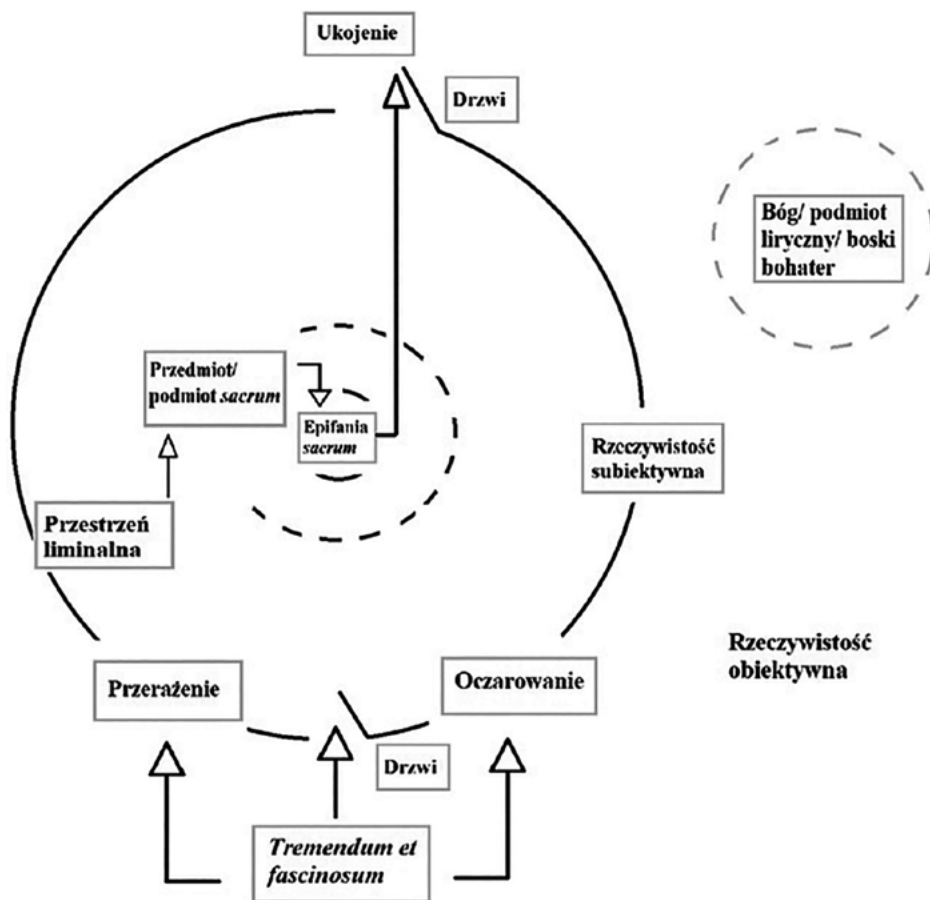 Ukojenie
Drzwi
Bóg/ podmiot
liryczny/ boski
bohater
Przedmiot/
podmiot sacrum
Epifania
sacrum
Rzeczywistość
subiektywna
Przestrzeń
liminalna
Rzeczywistość
obiektywna
Przerażenie
Oczarowanie
Drzwi
Tremendum et
fascinosum